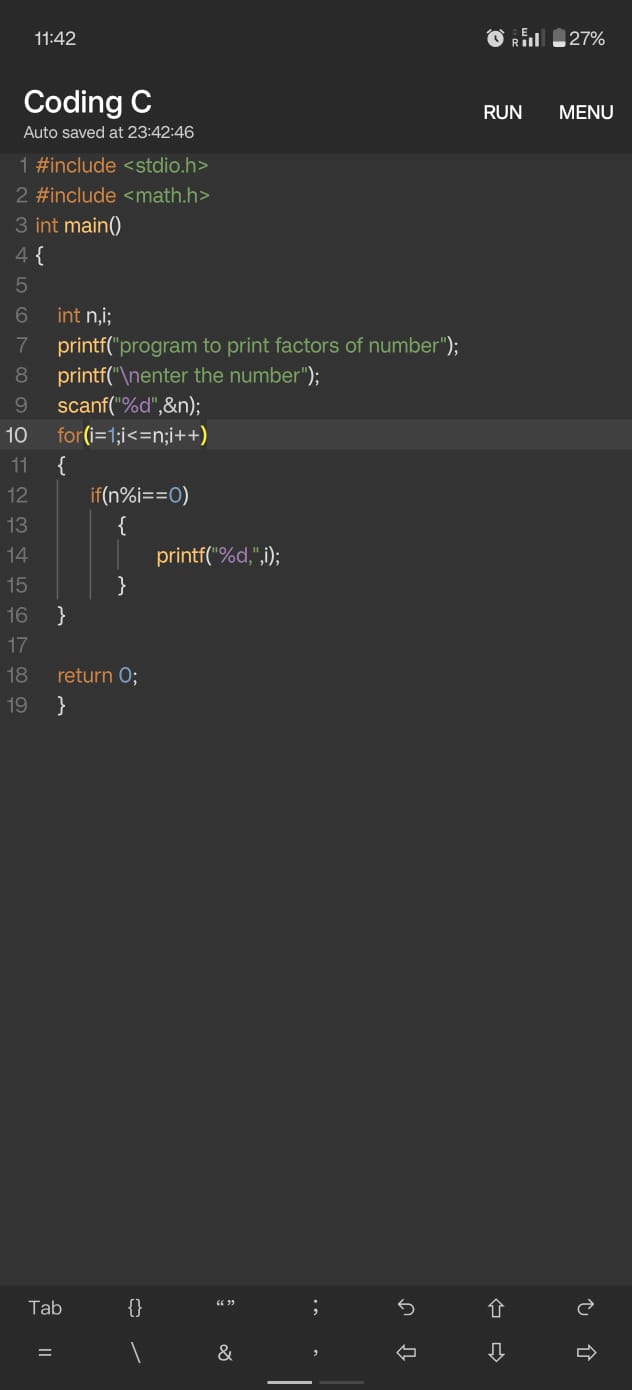 11:42
R E 27%
Coding C
RUN MENU
Auto saved at 23:42:46
1 #include <stdio.h>
2 #include <math.h>
3 int main()
4 {
5
6 int n,i;
7 printf("program to print factors of number");
8 printf("\nenter the number");
9 scanf("%d",&n);
10 for(i=1;i<=n;i++)
11 {
12 if(n%i==0)
13 {
14 printf("%d,",i);
15 }
16 }
17
18 return 0;
19 }
Tab {} “” ;
= \ & ,